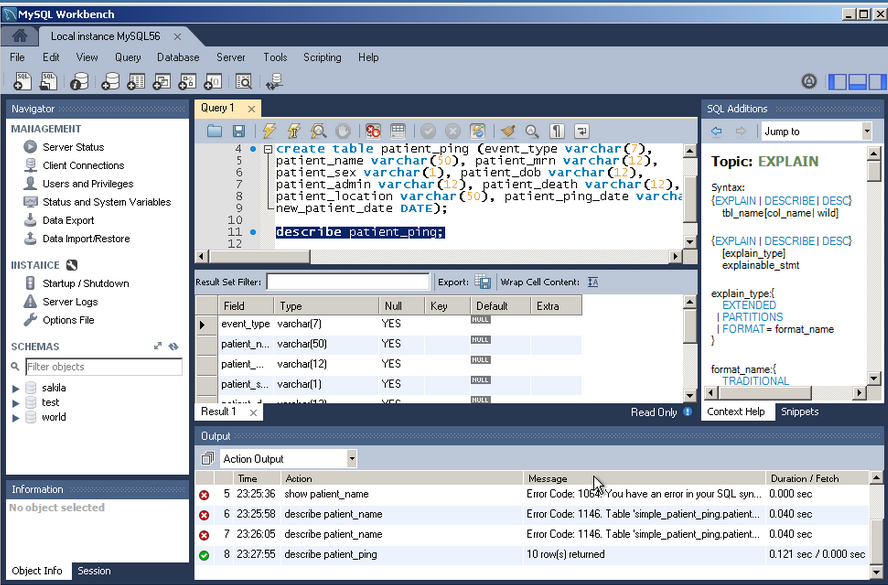 MySQL Workbench
Local instance MySQL56
File Edit View Query Database Server Tools Scripting Help
Navigator
MANAGEMENT
Server Status
Client Connections
Users and Privileges
Status and System Variables
Data Export
Data Import/Restore
INSTANCE
Startup / Shutdown
Server Logs
Options File
SCHEMAS
Filter objects
sakila
test
world
Information
No object selected
Object Info Session
Query 1
4 create table patient_ping (event_type varchar(7),
5 patient_name varchar(50), patient_mrn varchar(12),
6 patient_sex varchar(1), patient_dob varchar(12),
7 patient_admin varchar(12), patient_death varchar(12),
8 patient_location varchar(50), patient_ping_date varcha
9 new_patient_date DATE);
10
11 describe patient_ping;
12
Result Set Filter: Export: Wrap Cell Content:
Field Type Null Key Default Extra
event_type varchar(7) YES NULL
patient_n... varchar(50) YES NULL
patient_... varchar(12) YES NULL
patient_s... varchar(1) YES NULL
Result 1 Read Only
SQL Additions
Jump to
Topic: EXPLAIN
Syntax:
{EXPLAIN | DESCRIBE | DESC}
tbl_name[col_name| wild]
{EXPLAIN | DESCRIBE | DESC}
[explain_type]
explainable_stmt
explain_type:{
EXTENDED
| PARTITIONS
| FORMAT = format_name
}
format_name:{
TRADITIONAL
Context Help Snippets
Output
Action Output
Time Action Message Duration / Fetch
5 23:25:36 show patient_name Error Code: 1064. You have an error in your SQL syn... 0.000 sec
6 23:25:58 describe patient_name Error Code: 1146. Table 'simple_patient_ping.patient... 0.040 sec
7 23:26:05 describe patient_name Error Code: 1146. Table 'simple_patient_ping.patient... 0.040 sec
8 23:27:55 describe patient_ping 10 row(s) returned 0.121 sec / 0.000 sec